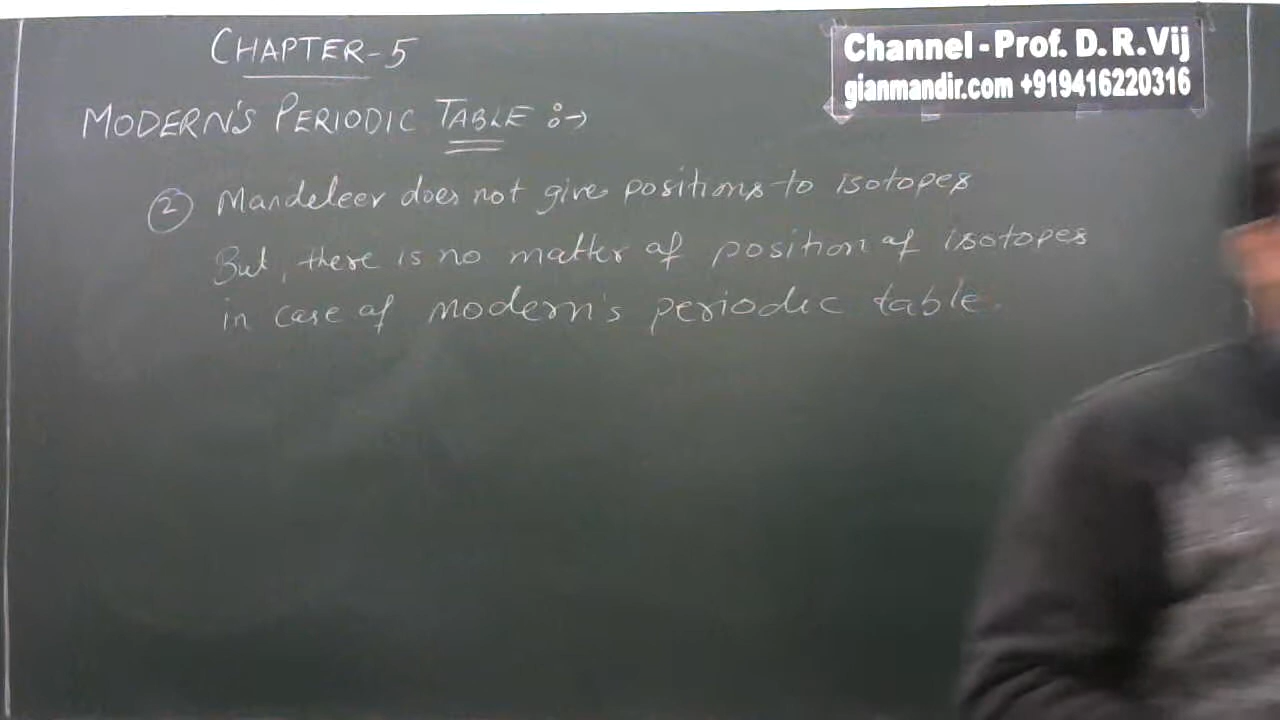 CHAPTER-5
Channel - Prof. D. R. Vij
gianmandir.com +919416220316
MODERN'S PERIODIC TABLE :→
② Mandeleev does not give positions to isotopes
But, there is no matter of position of isotopes
in case of modern's periodic table.